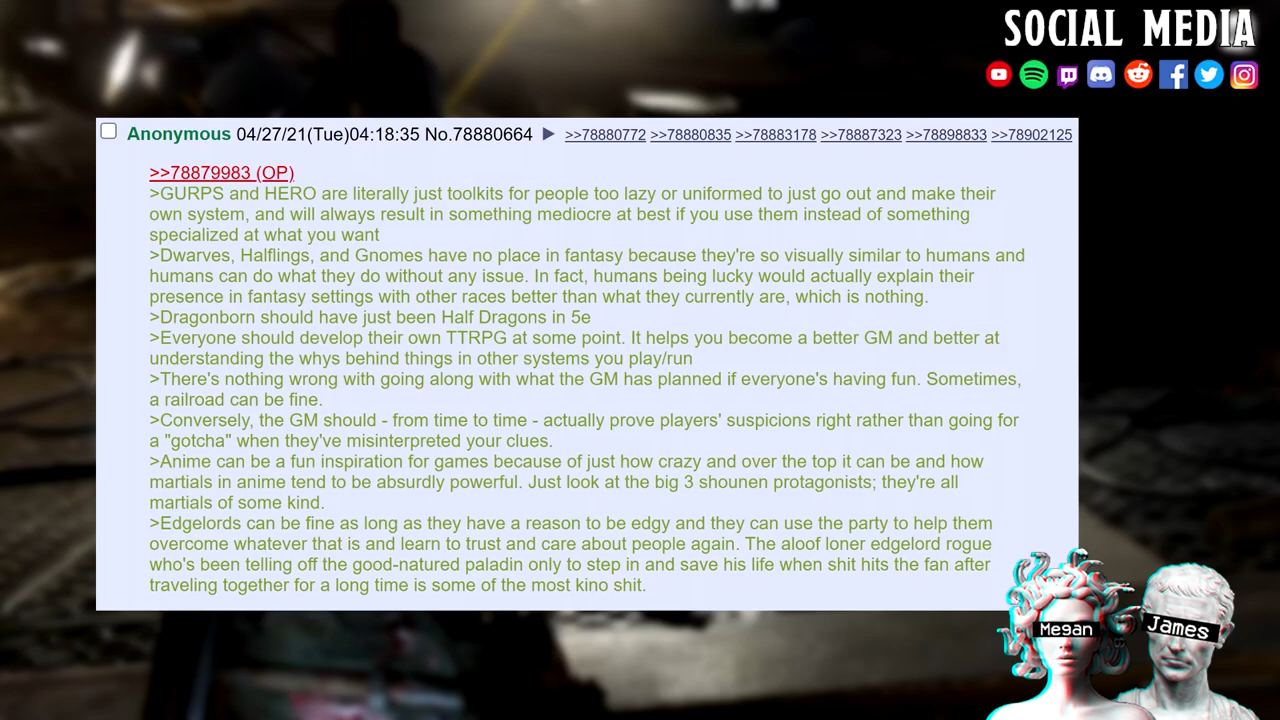 SOCIAL MEDIA
Anonymous 04/27/21(Tue)04:18:35 No.78880664 ▶ >>78880772 >>78880835 >>78883178 >>78887323 >>78898833 >>78902125
>>78879983 (OP)
>GURPS and HERO are literally just toolkits for people too lazy or uniformed to just go out and make their
own system, and will always result in something mediocre at best if you use them instead of something
specialized at what you want
>Dwarves, Halflings, and Gnomes have no place in fantasy because they're so visually similar to humans and
humans can do what they do without any issue. In fact, humans being lucky would actually explain their
presence in fantasy settings with other races better than what they currently are, which is nothing.
>Dragonborn should have just been Half Dragons in 5e
>Everyone should develop their own TTRPG at some point. It helps you become a better GM and better at
understanding the whys behind things in other systems you play/run
>There's nothing wrong with going along with what the GM has planned if everyone's having fun. Sometimes,
a railroad can be fine.
>Conversely, the GM should - from time to time - actually prove players' suspicions right rather than going for
a "gotcha" when they've misinterpreted your clues.
>Anime can be a fun inspiration for games because of just how crazy and over the top it can be and how
martials in anime tend to be absurdly powerful. Just look at the big 3 shounen protagonists; they're all
martials of some kind.
>Edgelords can be fine as long as they have a reason to be edgy and they can use the party to help them
overcome whatever that is and learn to trust and care about people again. The aloof loner edgelord rogue
who's been telling off the good-natured paladin only to step in and save his life when shit hits the fan after
traveling together for a long time is some of the most kino shit.
Megan
James